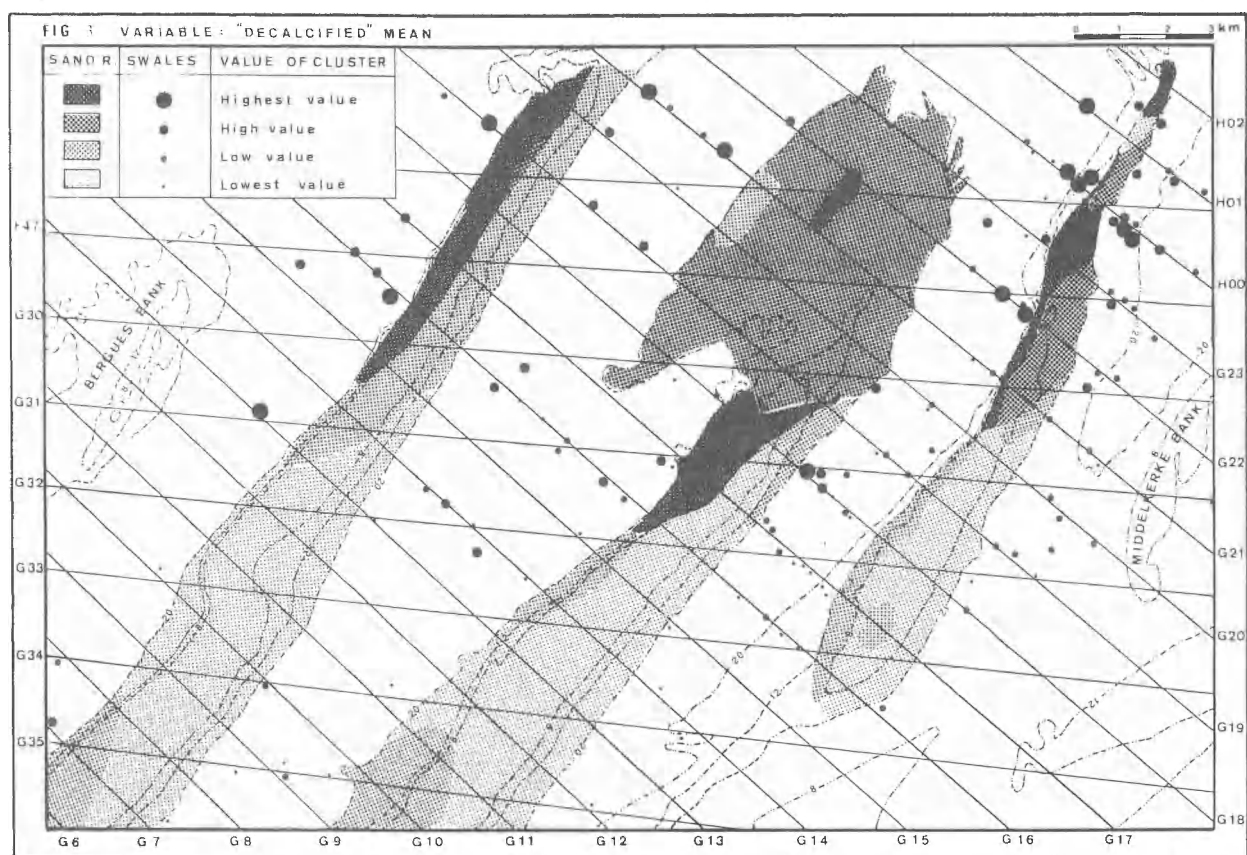 FIG 3 VARIABLE: "DECALCIFIED" MEAN
0 1 2 3 km
SAND R. SWALES VALUE OF CLUSTER
Highest value
High value
Low value
Lowest value
H02
H01
H00
G23
G22
G21
G20
G19
G18
G30
G31
G32
G33
G34
G35
BERGUES BANK
MIDDELKERKE BANK
G6 G7 G8 G9 G10 G11 G12 G13 G14 G15 G16 G17
20
20
20
20
12
12
8
8